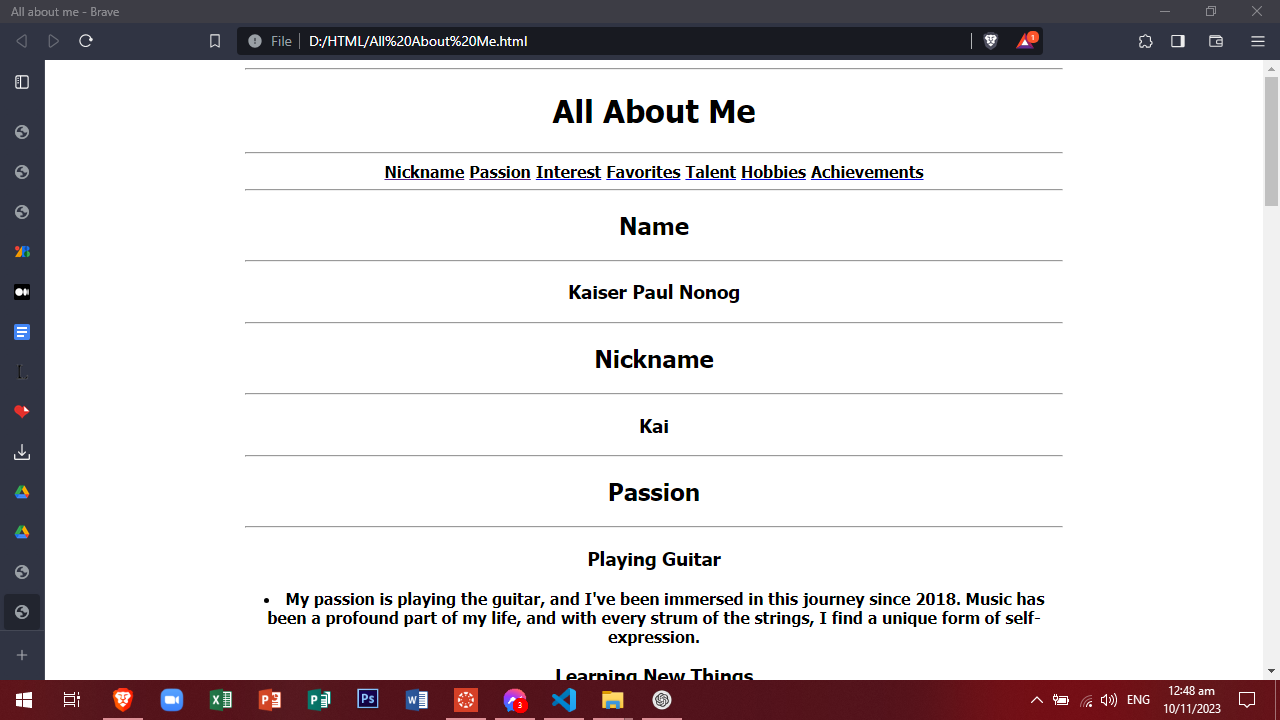 All about me - Brave
File D:/HTML/All%20About%20Me.html
1
All About Me
Nickname Passion Interest Favorites Talent Hobbies Achievements
Name
Kaiser Paul Nonog
Nickname
Kai
Passion
Playing Guitar
• My passion is playing the guitar, and I've been immersed in this journey since 2018. Music has
been a profound part of my life, and with every strum of the strings, I find a unique form of self-
expression.
Learning New Things
3
ENG
12:48 am
10/11/2023